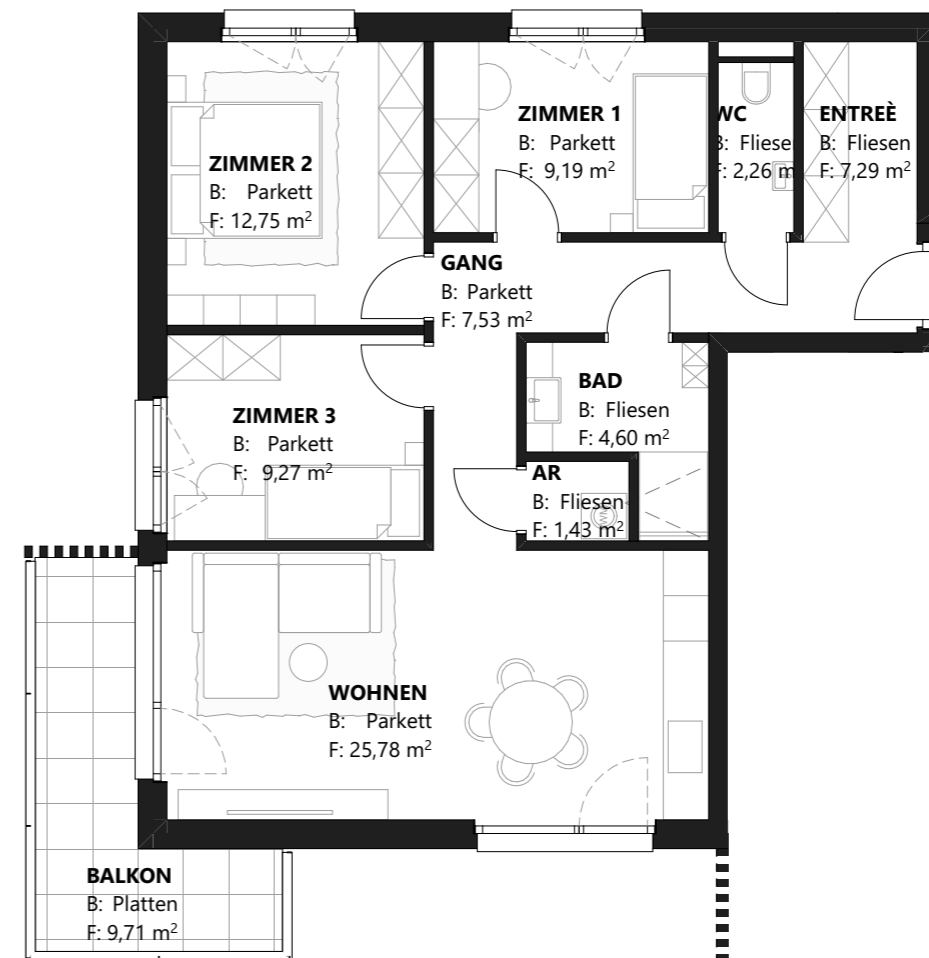 ZIMMER 2
B: Parkett
F: 12,75 m²
ZIMMER 1
B: Parkett
F: 9,19 m²
WC
B: Fliesen
F: 2,26 m
ENTREÈ
B: Fliesen
F: 7,29 m²
GANG
B: Parkett
F: 7,53 m²
ZIMMER 3
B: Parkett
F: 9,27 m²
BAD
B: Fliesen
F: 4,60 m²
AR
B: Fliesen
F: 1,43 m²
WOHNEN
B: Parkett
F: 25,78 m²
BALKON
B: Platten
F: 9,71 m²